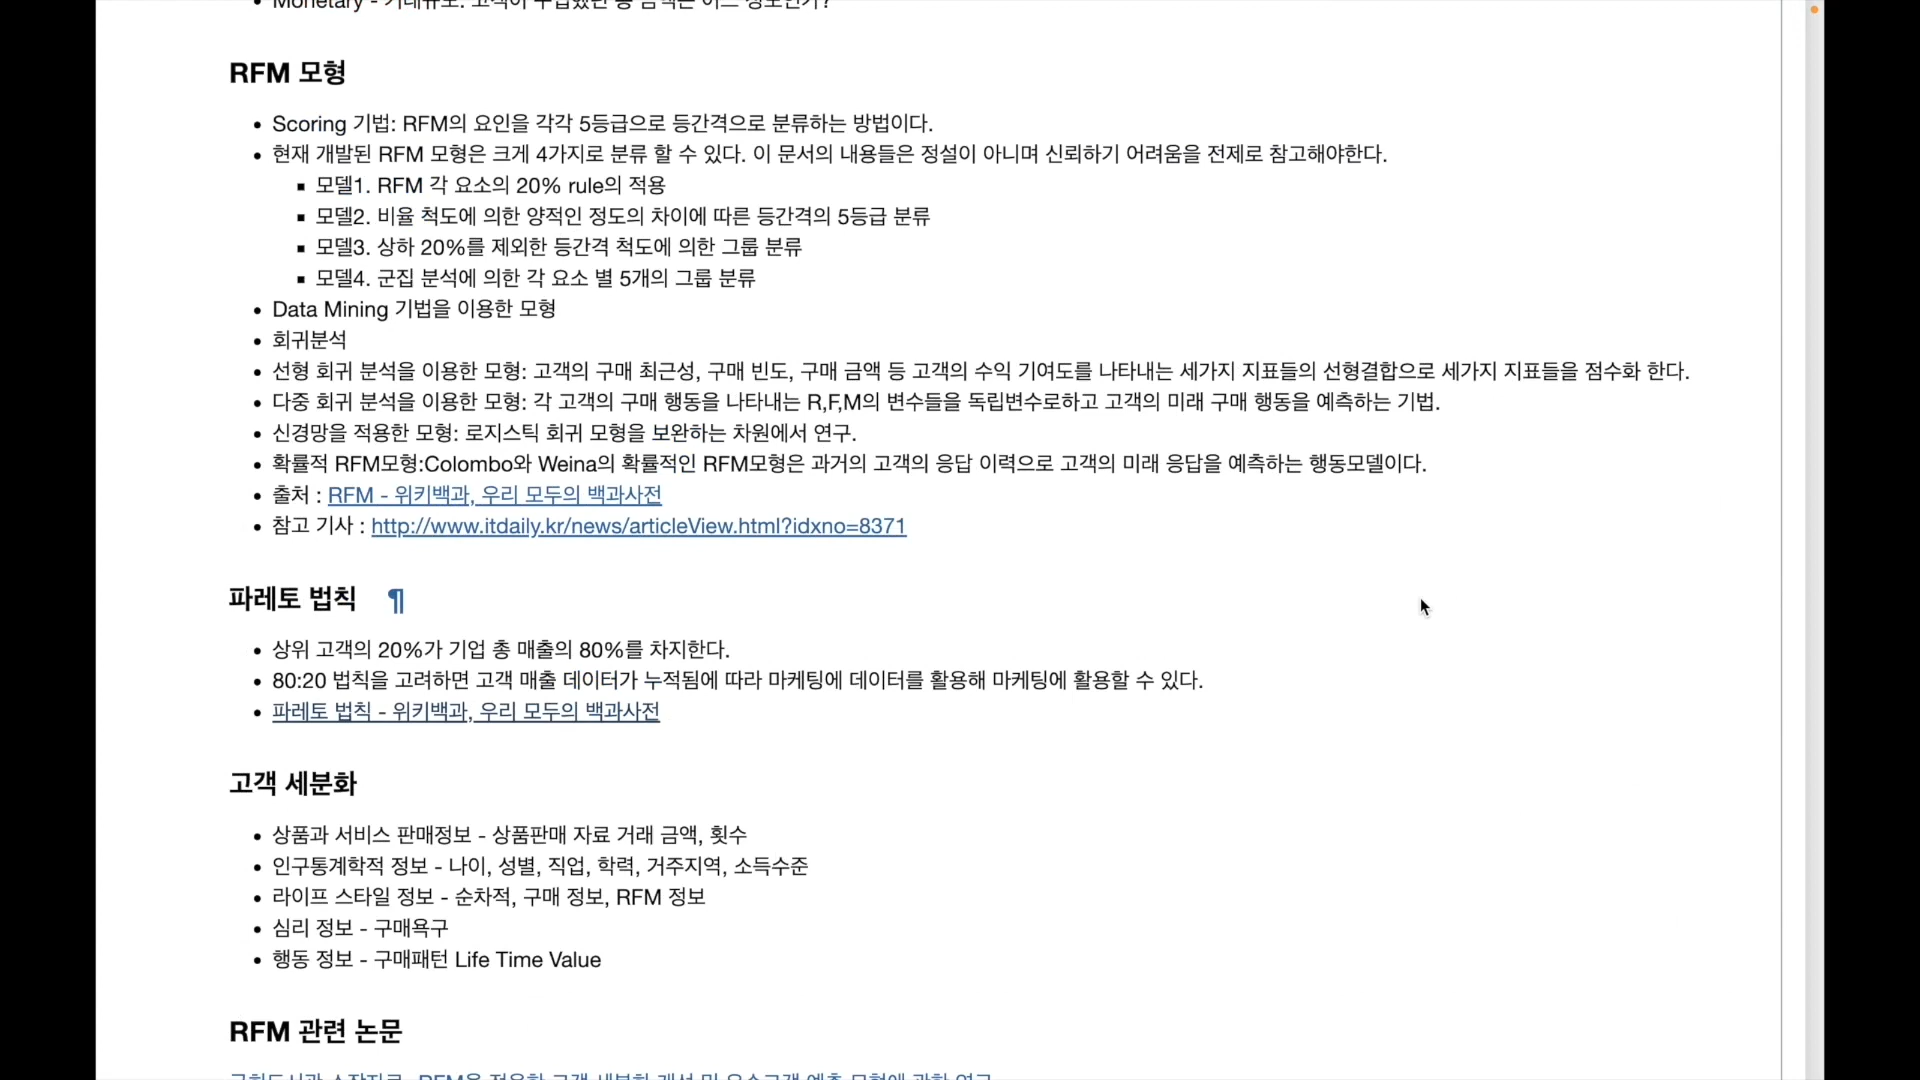 Monetary - 거래규모: 고객이 구입했던 총 금액은 어느 정도인가?
RFM 모형
Scoring 기법: RFM의 요인을 각각 5등급으로 등간격으로 분류하는 방법이다.
현재 개발된 RFM 모형은 크게 4가지로 분류 할 수 있다. 이 문서의 내용들은 정설이 아니며 신뢰하기 어려움을 전제로 참고해야한다.
모델1. RFM 각 요소의 20% rule의 적용
모델2. 비율 척도에 의한 양적인 정도의 차이에 따른 등간격의 5등급 분류
모델3. 상하 20%를 제외한 등간격 척도에 의한 그룹 분류
모델4. 군집 분석에 의한 각 요소 별 5개의 그룹 분류
Data Mining 기법을 이용한 모형
회귀분석
선형 회귀 분석을 이용한 모형: 고객의 구매 최근성, 구매 빈도, 구매 금액 등 고객의 수익 기여도를 나타내는 세가지 지표들의 선형결합으로 세가지 지표들을 점수화 한다.
다중 회귀 분석을 이용한 모형: 각 고객의 구매 행동을 나타내는 R,F,M의 변수들을 독립변수로하고 고객의 미래 구매 행동을 예측하는 기법.
신경망을 적용한 모형: 로지스틱 회귀 모형을 보완하는 차원에서 연구.
확률적 RFM모형:Colombo와 Weina의 확률적인 RFM모형은 과거의 고객의 응답 이력으로 고객의 미래 응답을 예측하는 행동모델이다.
출처 : RFM - 위키백과, 우리 모두의 백과사전
참고 기사 : http://www.itdaily.kr/news/articleView.html?idxno=8371
파레토 법칙 ¶
상위 고객의 20%가 기업 총 매출의 80%를 차지한다.
80:20 법칙을 고려하면 고객 매출 데이터가 누적됨에 따라 마케팅에 데이터를 활용해 마케팅에 활용할 수 있다.
파레토 법칙 - 위키백과, 우리 모두의 백과사전
고객 세분화
상품과 서비스 판매정보 - 상품판매 자료 거래 금액, 횟수
인구통계학적 정보 - 나이, 성별, 직업, 학력, 거주지역, 소득수준
라이프 스타일 정보 - 순차적, 구매 정보, RFM 정보
심리 정보 - 구매욕구
행동 정보 - 구매패턴 Life Time Value
RFM 관련 논문